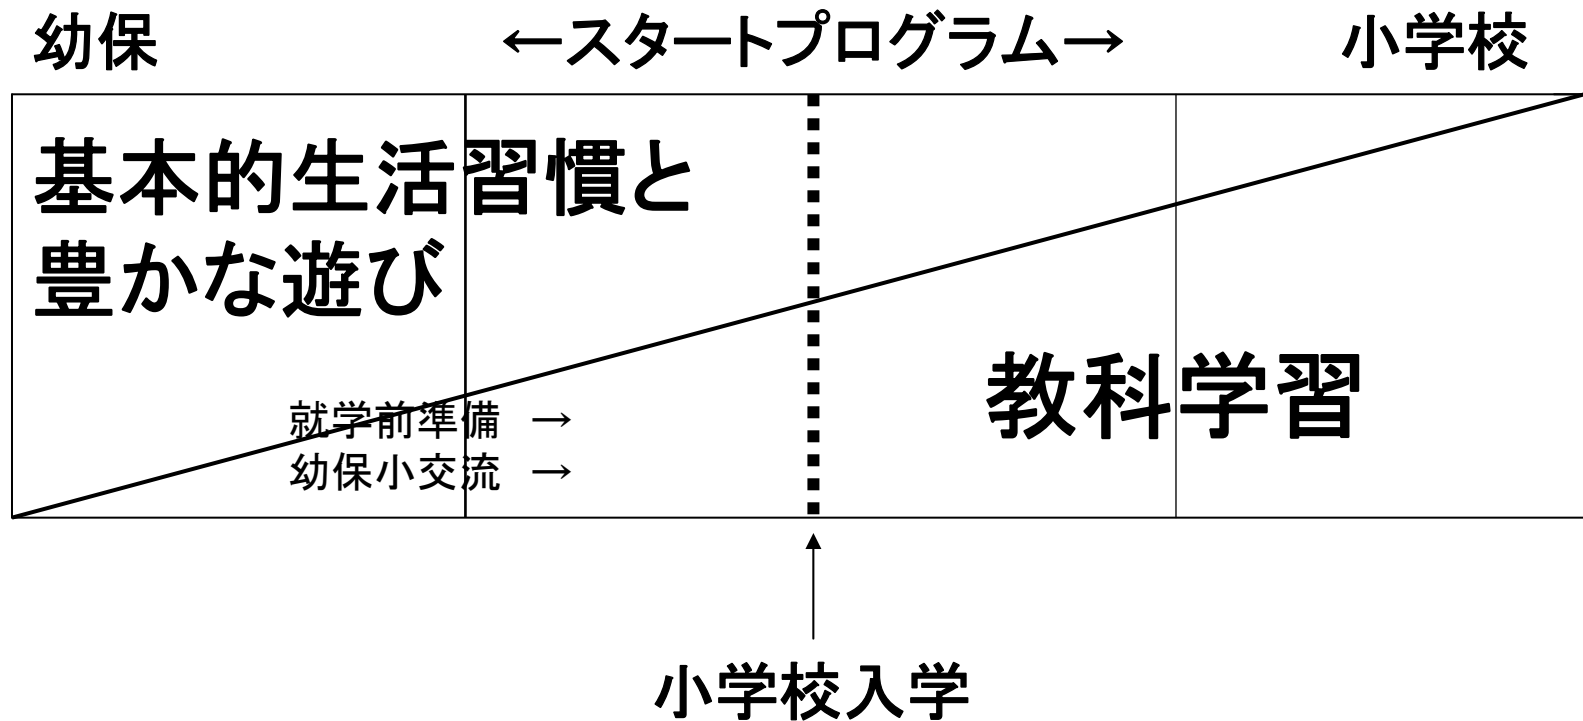 幼保 ←スタートプログラム→ 小学校
基本的生活習慣と
豊かな遊び
教科学習
就学前準備 →
幼保小交流 →
小学校入学